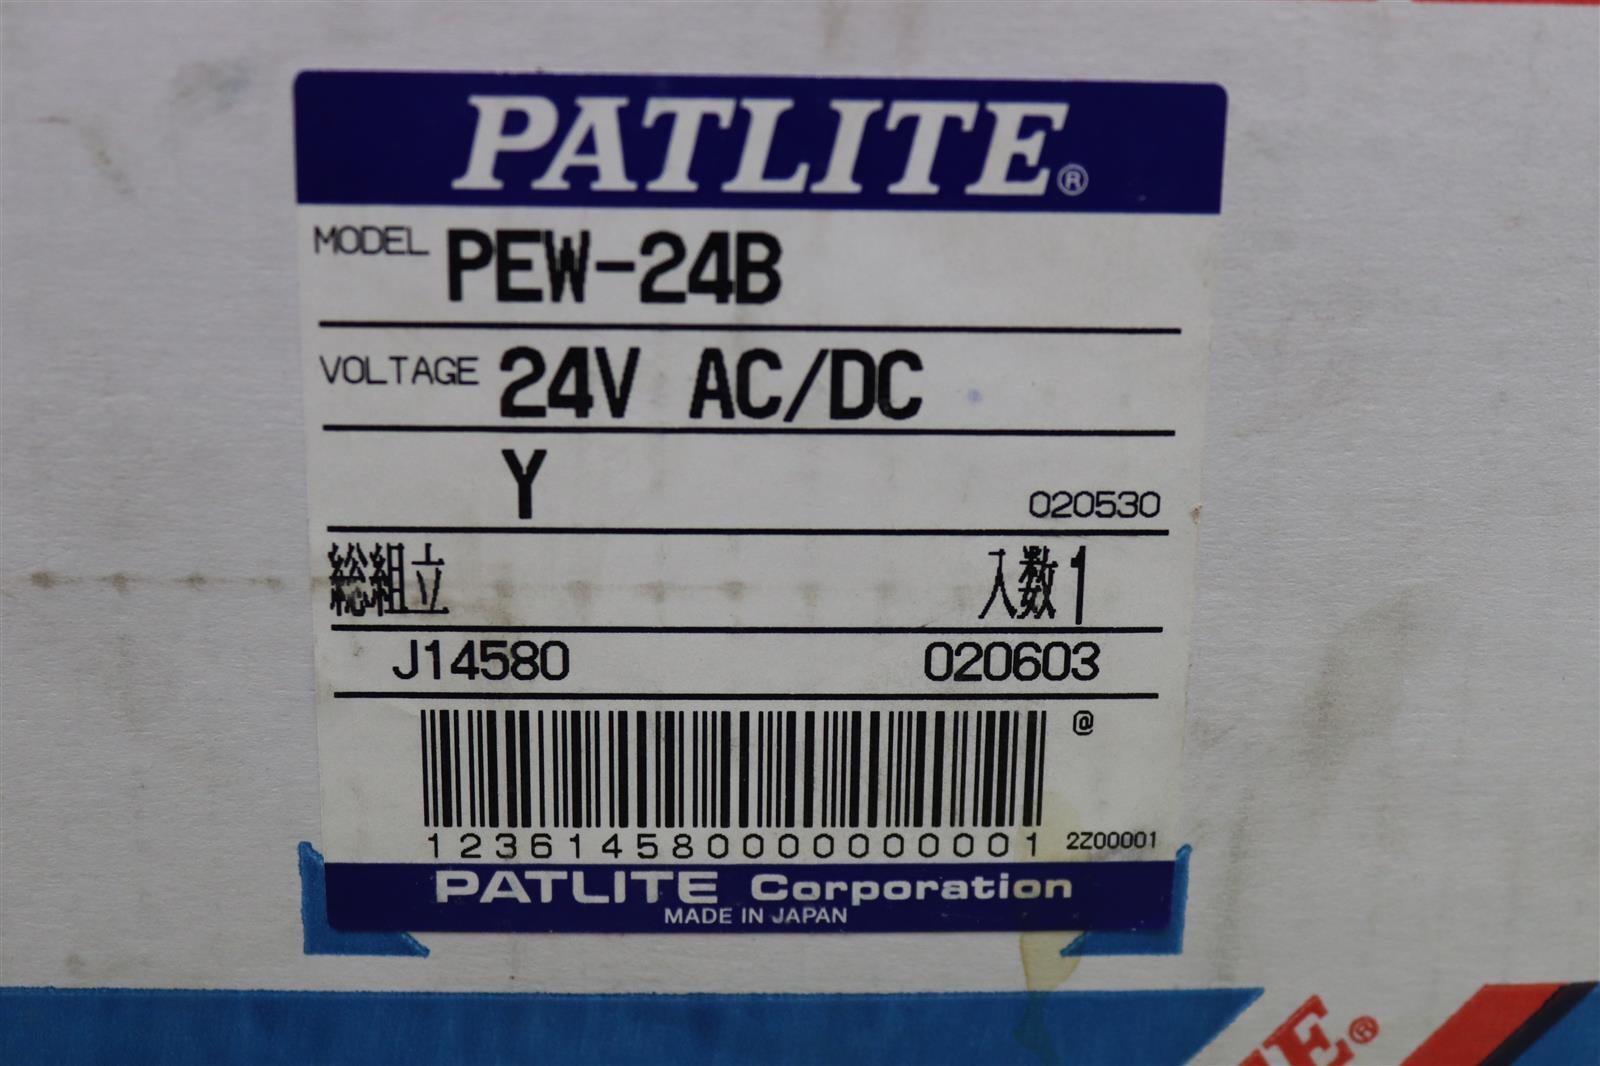 PATLITE®
MODEL PEW-24B
VOLTAGE 24V AC/DC
Y 020530
総組立 入数1
J14580 020603
@
1236145800000000001 2Z00001
PATLITE Corporation
MADE IN JAPAN